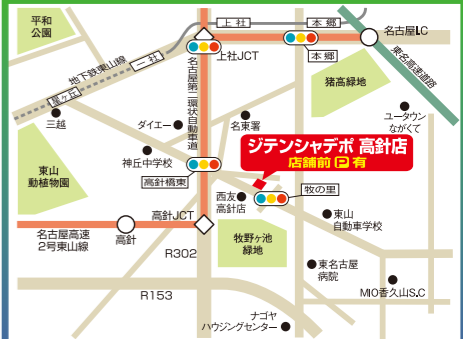 平和
公園
上社
本郷
名古屋I.C
上社JCT
本郷
東名高速道路
地下鉄東山線
一社
星ヶ丘
名古屋第二環状自動車道
猪高緑地
三越
ダイエー
名東署
ユータウン
ながくて
神丘中学校
ジテンシャデポ 高針店
店舗前 P 有
東山
動植物園
高針橋東
西友
高針店
牧の里
高針JCT
東山
自動車学校
名古屋高速
2号東山線
高針
牧野ヶ池
緑地
R302
東名古屋
病院
MIO香久山S.C
R153
ナゴヤ
ハウジングセンター